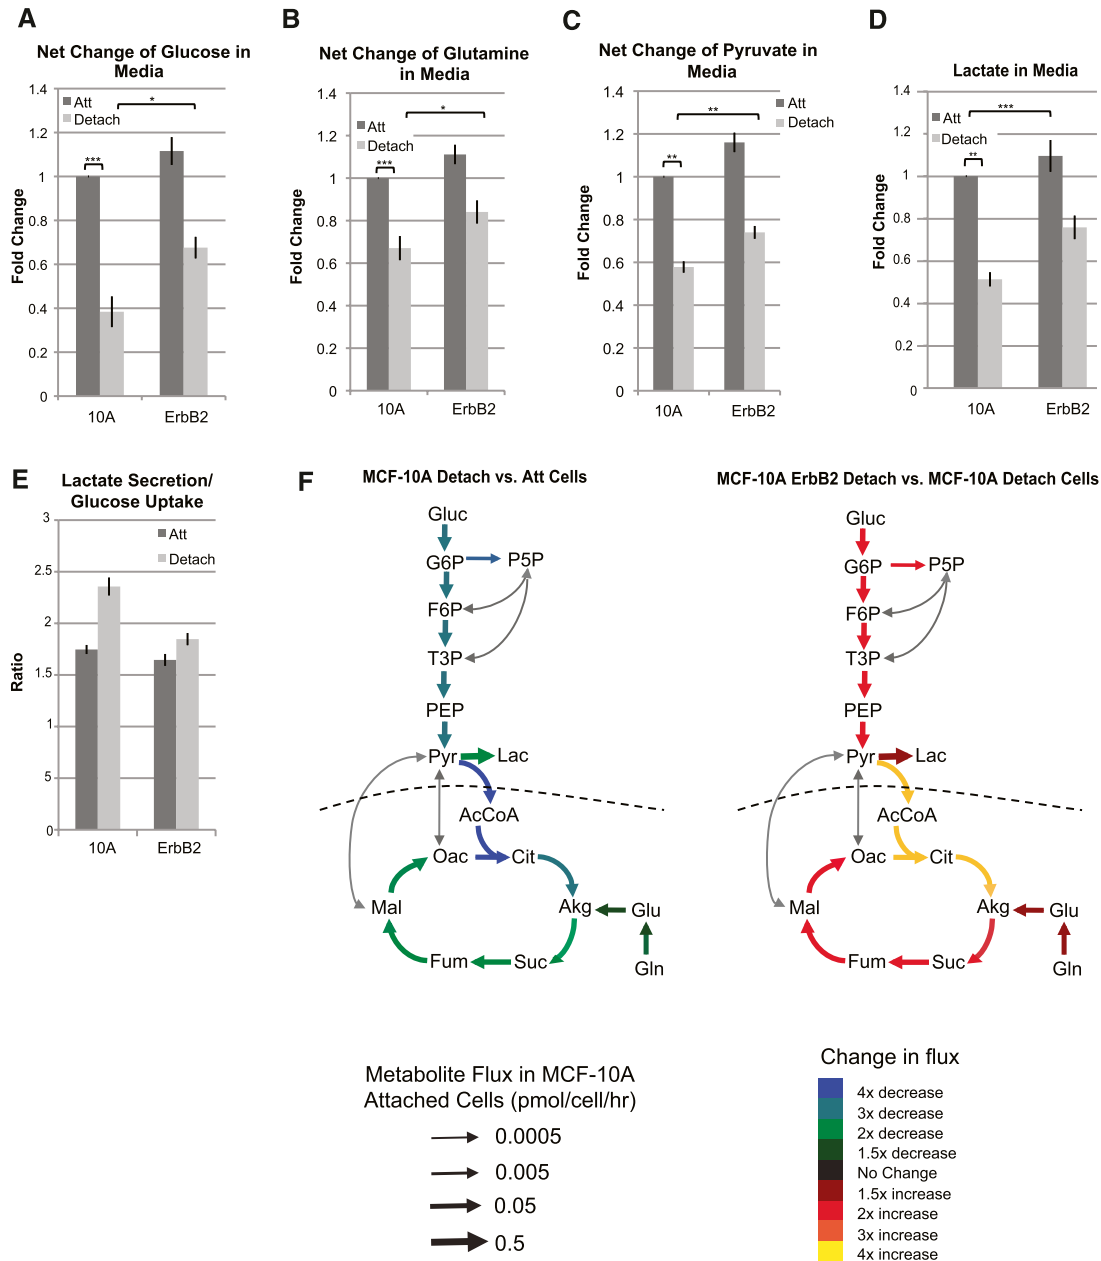 A
Net Change of Glucose in
Media
1.4
1.2
1
0.8
0.6
0.4
0.2
0
Fold Change
Att
Detach
***
*
10A
ErbB2
B
Net Change of Glutamine
in Media
1.4
1.2
1
0.8
0.6
0.4
0.2
0
Fold Change
Att
Detach
***
*
10A
ErbB2
C
Net Change of Pyruvate in
Media
1.4
1.2
1
0.8
0.6
0.4
0.2
0
Fold Change
Att
Detach
**
**
10A
ErbB2
D
Lactate in Media
1.4
1.2
1
0.8
0.6
0.4
0.2
0
Fold Change
Att
Detach
**
***
10A
ErbB2
E
Lactate Secretion/
Glucose Uptake
3
2.5
2
1.5
1
5
0
Ratio
Att
Detach
10A
ErbB2
F
MCF-10A Detach vs. Att Cells
Gluc
G6P
P5P
F6P
T3P
PEP
Pyr
Lac
AcCoA
Oac
Cit
Mal
Akg
Glu
Fum
Suc
Gln
MCF-10A ErbB2 Detach vs. MCF-10A Detach Cells
Gluc
G6P
P5P
F6P
T3P
PEP
Pyr
Lac
AcCoA
Oac
Cit
Mal
Akg
Glu
Fum
Suc
Gln
Metabolite Flux in MCF-10A
Attached Cells (pmol/cell/hr)
0.0005
0.005
0.05
0.5
Change in flux
4x decrease
3x decrease
2x decrease
1.5x decrease
No Change
1.5x increase
2x increase
3x increase
4x increase